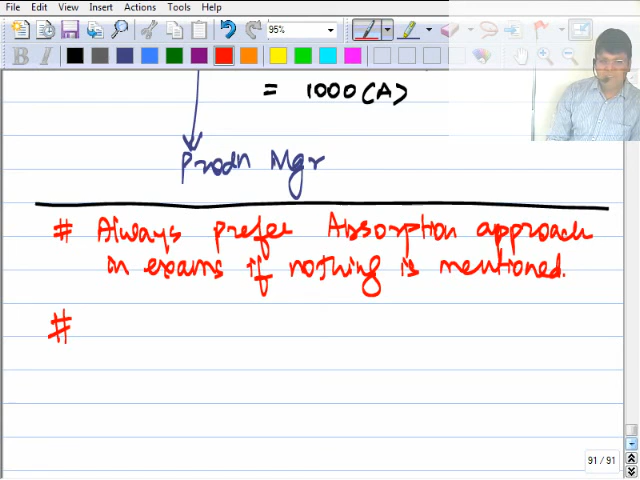 File Edit View Insert Actions Tools Help
95%
B I
= 1000(A)
Prodn Mgr
# Always prefer Absorption approach
in exams if nothing is mentioned.
#
91 / 91